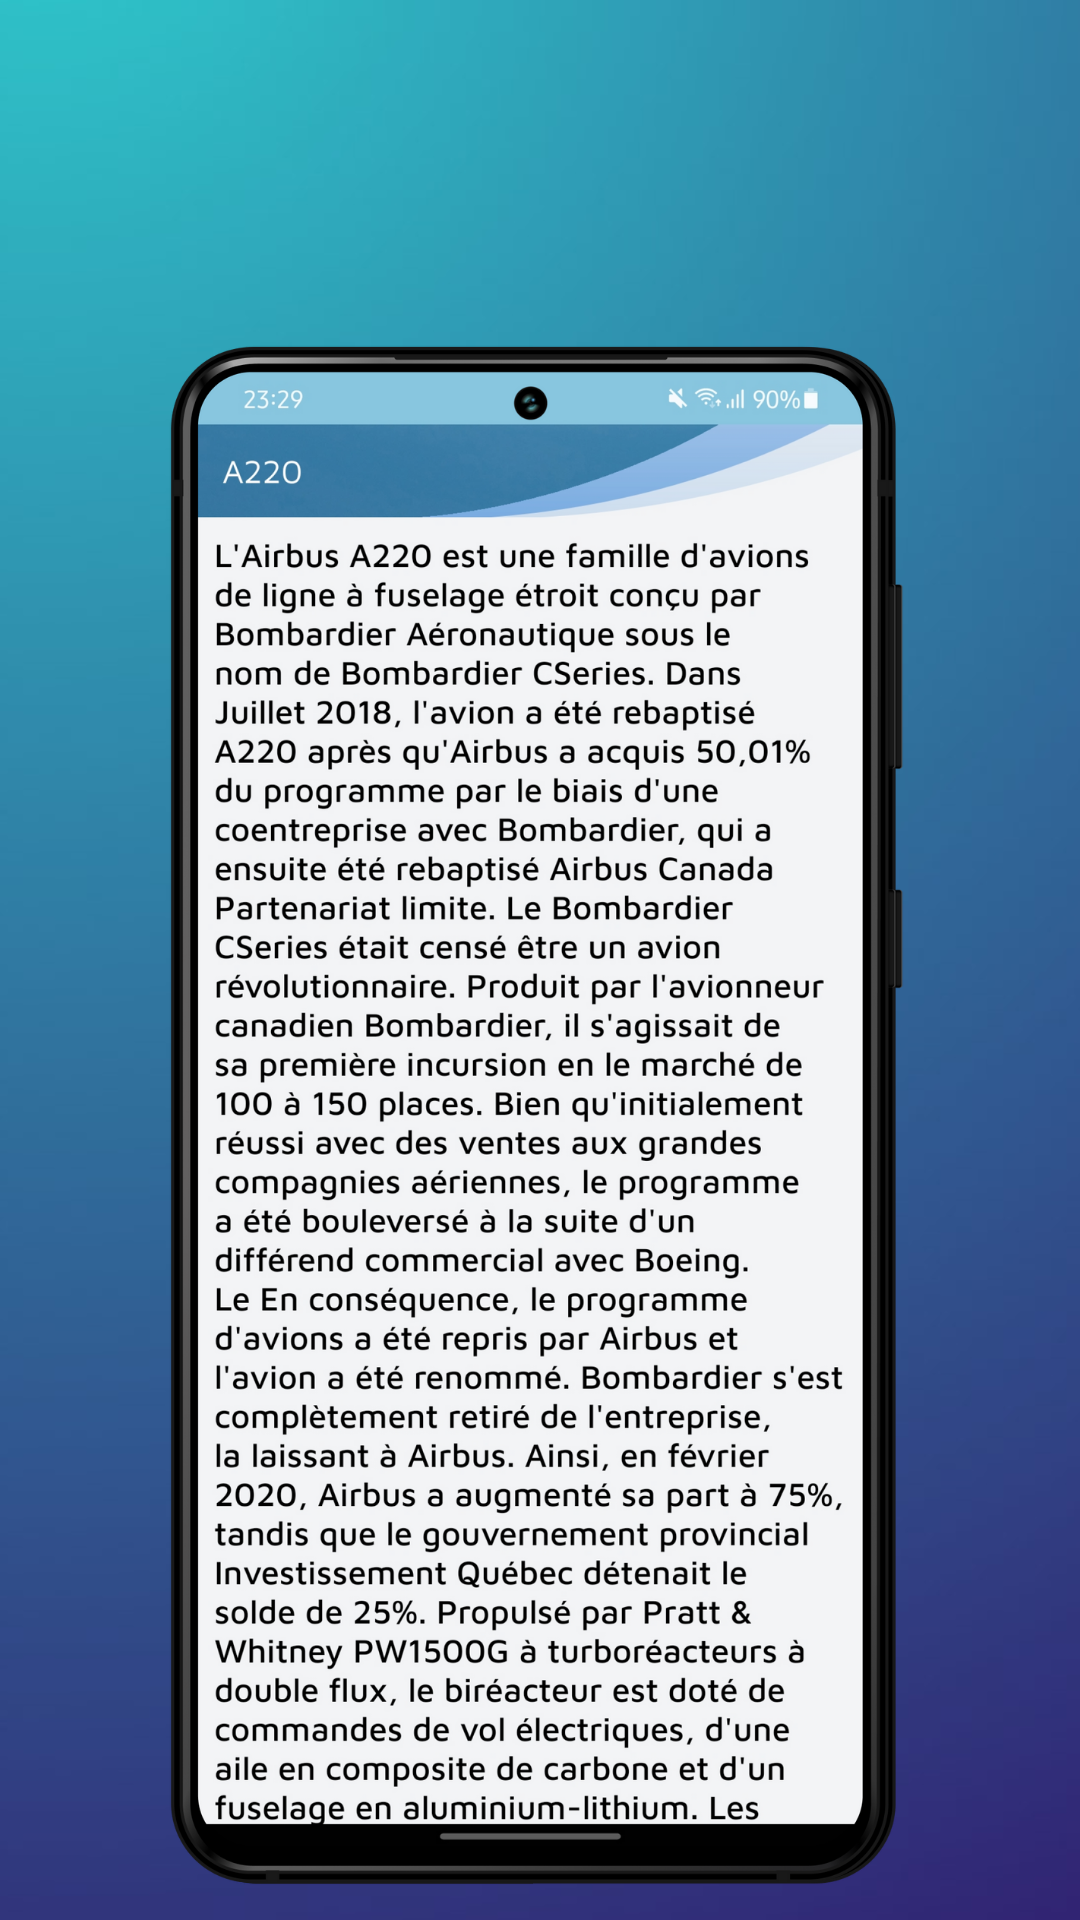 23:29
90%
A220
L'Airbus A220 est une famille d'avions
de ligne à fuselage étroit conçu par
Bombardier Aéronautique sous le
nom de Bombardier CSeries. Dans
Juillet 2018, l'avion a été rebaptisé
A220 après qu'Airbus a acquis 50,01%
du programme par le biais d'une
coentreprise avec Bombardier, qui a
ensuite été rebaptisé Airbus Canada
Partenariat limite. Le Bombardier
CSeries était censé être un avion
révolutionnaire. Produit par l'avionneur
canadien Bombardier, il s'agissait de
sa première incursion en le marché de
100 à 150 places. Bien qu'initialement
réussi avec des ventes aux grandes
compagnies aériennes, le programme
a été bouleversé à la suite d'un
différend commercial avec Boeing.
Le En conséquence, le programme
d'avions a été repris par Airbus et
l'avion a été renommé. Bombardier s'est
complètement retiré de l'entreprise,
la laissant à Airbus. Ainsi, en février
2020, Airbus a augmenté sa part à 75%,
tandis que le gouvernement provincial
Investissement Québec détenait le
solde de 25%. Propulsé par Pratt &
Whitney PW1500G à turboréacteurs à
double flux, le biréacteur est doté de
commandes de vol électriques, d'une
aile en composite de carbone et d'un
fuselage en aluminium-lithium. Les